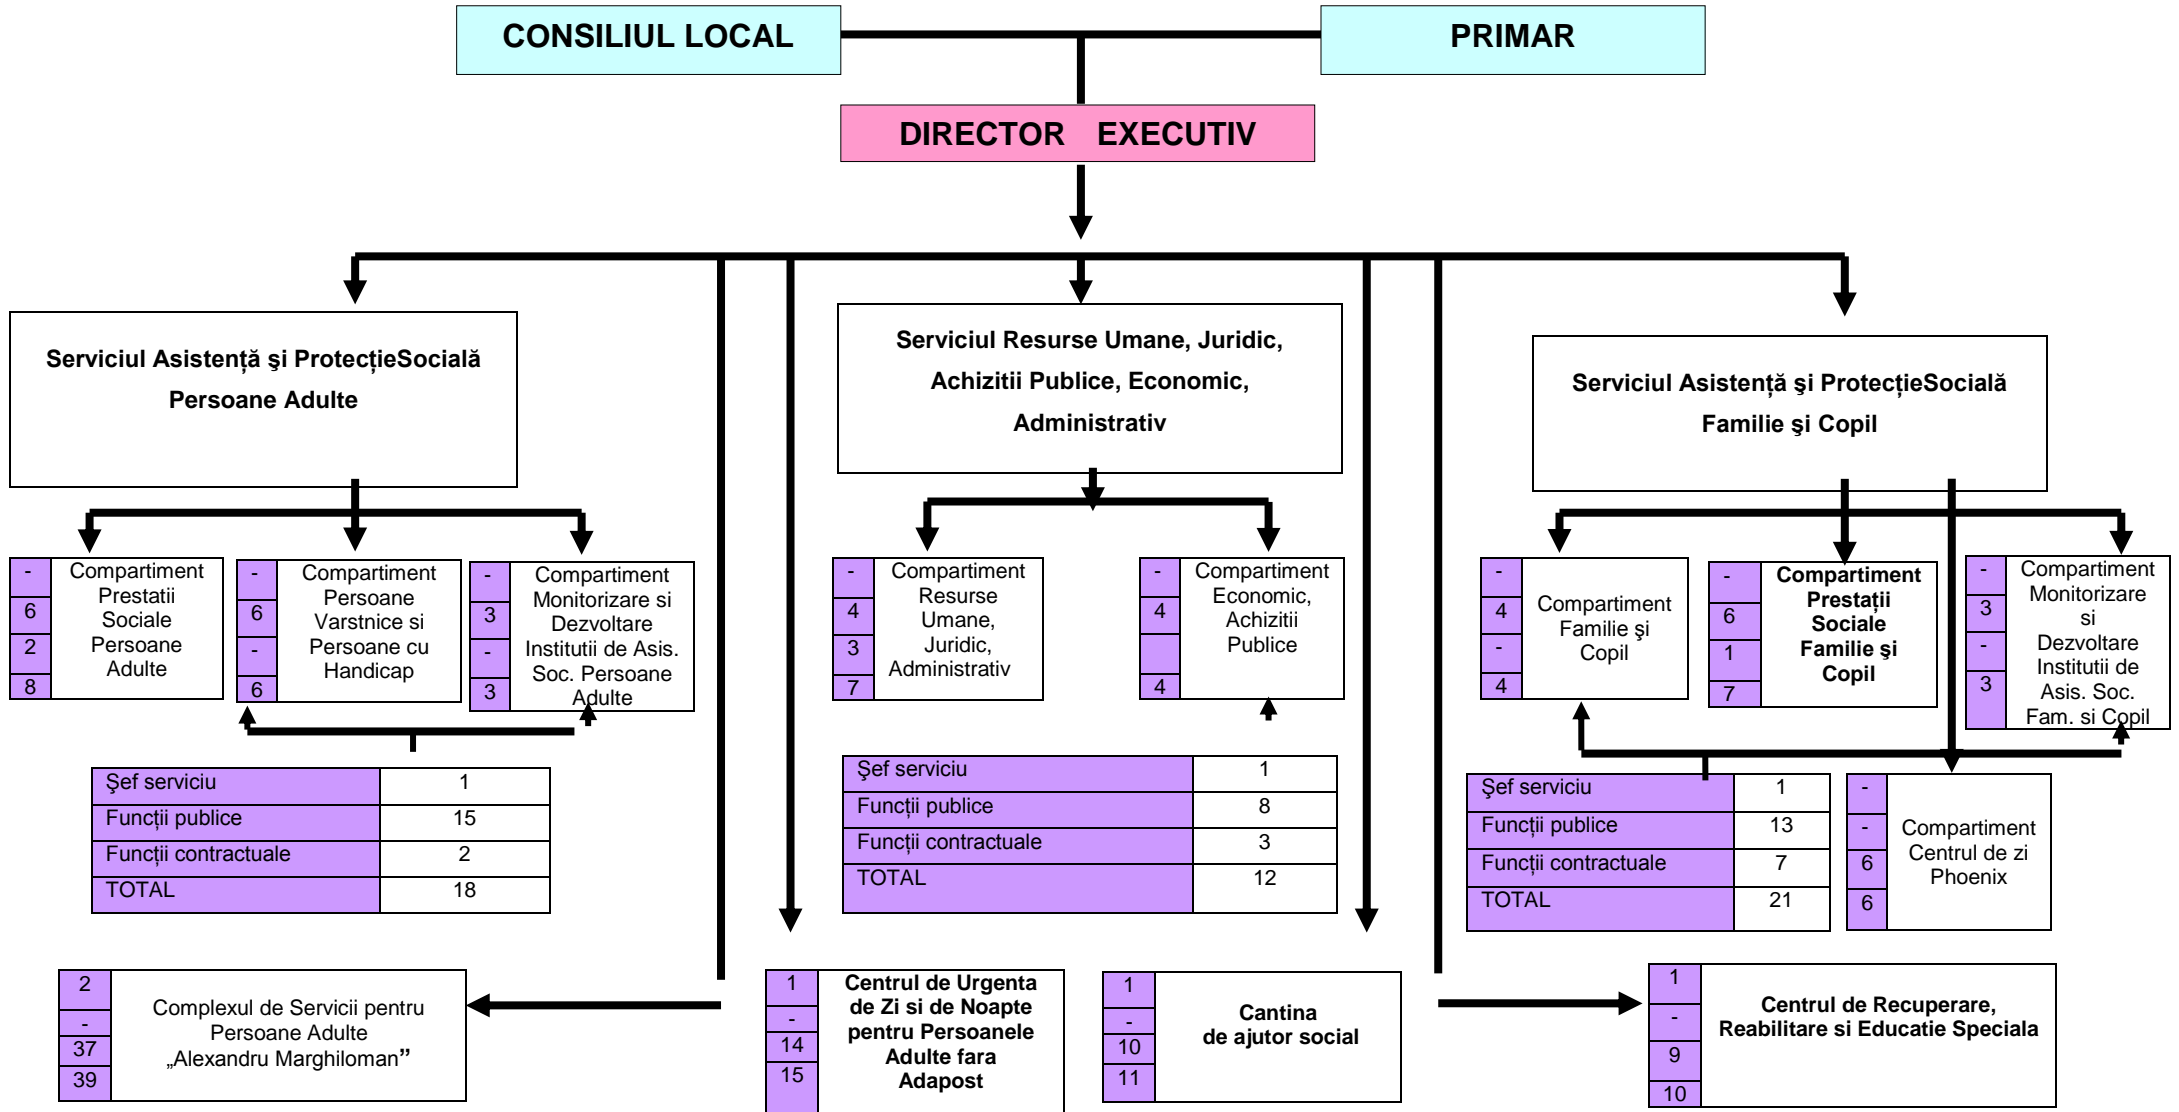 CONSILIUL LOCAL
PRIMAR
DIRECTOR EXECUTIV
Serviciul Asistență şi ProtecțieSocială
Persoane Adulte
Serviciul Resurse Umane, Juridic,
Achizitii Publice, Economic,
Administrativ
Serviciul Asistență şi ProtecțieSocială
Familie şi Copil
-
6
2
8
Compartiment
Prestatii
Sociale
Persoane
Adulte
-
6
-
6
Compartiment
Persoane
Varstnice si
Persoane cu
Handicap
-
3
-
3
Compartiment
Monitorizare si
Dezvoltare
Institutii de Asis.
Soc. Persoane
Adulte
-
4
3
7
Compartiment
Resurse
Umane,
Juridic,
Administrativ
-
4
4
Compartiment
Economic,
Achizitii
Publice
-
4
-
4
Compartiment
Familie şi
Copil
-
6
1
7
Compartiment
Prestații
Sociale
Familie şi
Copil
-
3
-
3
Compartiment
Monitorizare
si
Dezvoltare
Institutii de
Asis. Soc.
Fam. si Copil
Şef serviciu 1
Funcții publice 15
Funcții contractuale 2
TOTAL 18
Şef serviciu 1
Funcții publice 8
Funcții contractuale 3
TOTAL 12
Şef serviciu 1
Funcții publice 13
Funcții contractuale 7
TOTAL 21
-
-
6
6
Compartiment
Centrul de zi
Phoenix
2
-
37
39
Complexul de Servicii pentru
Persoane Adulte
„Alexandru Marghiloman”
1
-
14
15
Centrul de Urgenta
de Zi si de Noapte
pentru Persoanele
Adulte fara
Adapost
1
-
10
11
Cantina
de ajutor social
1
-
9
10
Centrul de Recuperare,
Reabilitare si Educatie Speciala